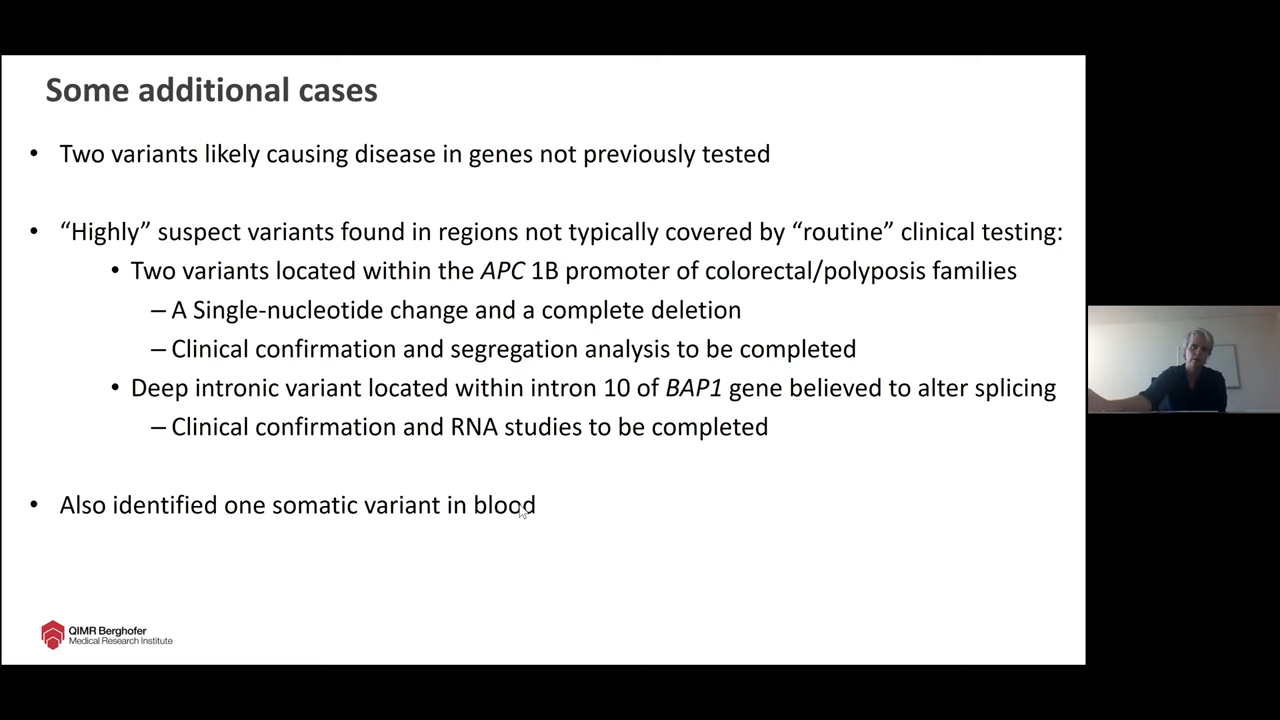 Some additional cases
• Two variants likely causing disease in genes not previously tested
• “Highly” suspect variants found in regions not typically covered by “routine” clinical testing:
• Two variants located within the APC 1B promoter of colorectal/polyposis families
– A Single-nucleotide change and a complete deletion
– Clinical confirmation and segregation analysis to be completed
• Deep intronic variant located within intron 10 of BAP1 gene believed to alter splicing
– Clinical confirmation and RNA studies to be completed
• Also identified one somatic variant in blood
QIMR Berghofer
Medical Research Institute